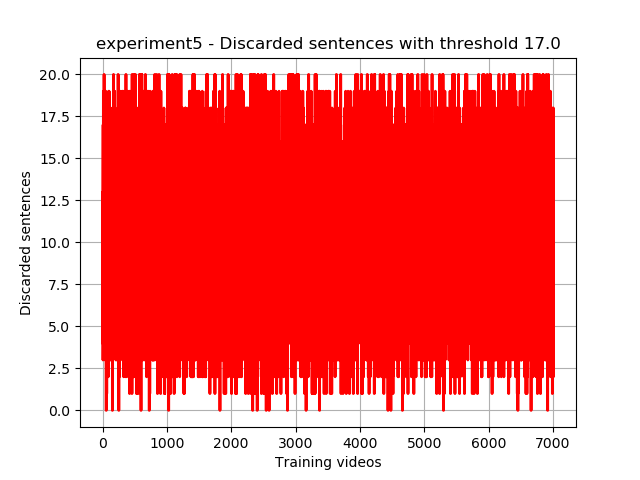 experiment5 - Discarded sentences with threshold 17.0
20.0
17.5
15.0
12.5
10.0
7.5
5.0
2.5
0.0
Discarded sentences
0 1000 2000 3000 4000 5000 6000 7000
Training videos